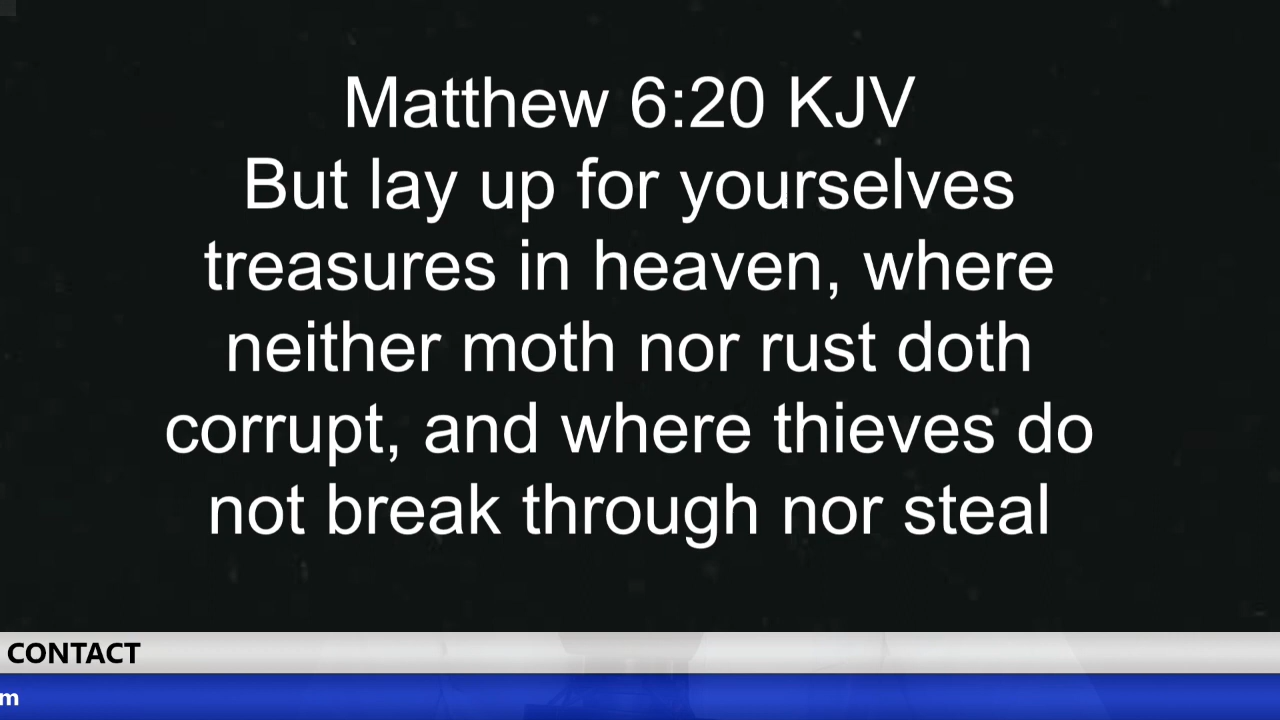 Matthew 6:20 KJV
But lay up for yourselves
treasures in heaven, where
neither moth nor rust doth
corrupt, and where thieves do
not break through nor steal
CONTACT
m